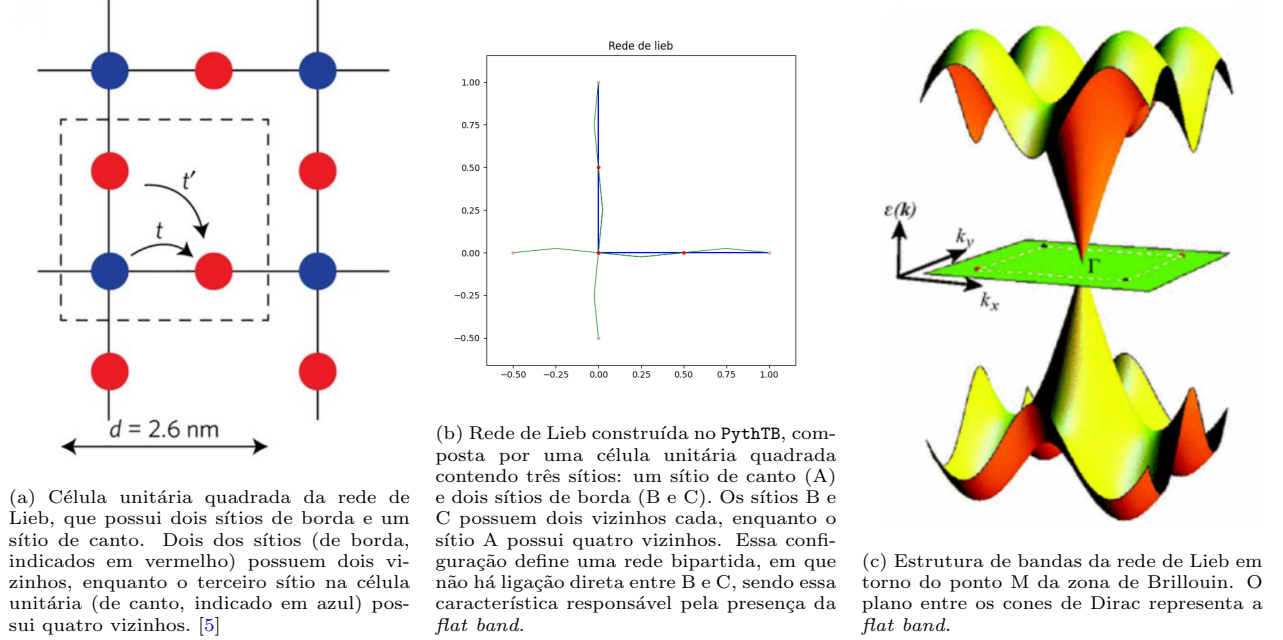 t'
t
d = 2.6 nm
(a) Célula unitária quadrada da rede de
Lieb, que possui dois sítios de borda e um
sítio de canto. Dois dos sítios (de borda,
indicados em vermelho) possuem dois vi-
zinhos, enquanto o terceiro sítio na célula
unitária (de canto, indicado em azul) pos-
sui quatro vizinhos. [5]
Rede de lieb
1.00
0.75
0.50
0.25
0.00
−0.25
−0.50
−0.50 −0.25 0.00 0.25 0.50 0.75 1.00
(b) Rede de Lieb construída no PythTB, com-
posta por uma célula unitária quadrada
contendo três sítios: um sítio de canto (A)
e dois sítios de borda (B e C). Os sítios B e
C possuem dois vizinhos cada, enquanto o
sítio A possui quatro vizinhos. Essa confi-
guração define uma rede bipartida, em que
não há ligação direta entre B e C, sendo essa
característica responsável pela presença da
flat band.
ε(k)
k_y
Γ
k_x
(c) Estrutura de bandas da rede de Lieb em
torno do ponto M da zona de Brillouin. O
plano entre os cones de Dirac representa a
flat band.